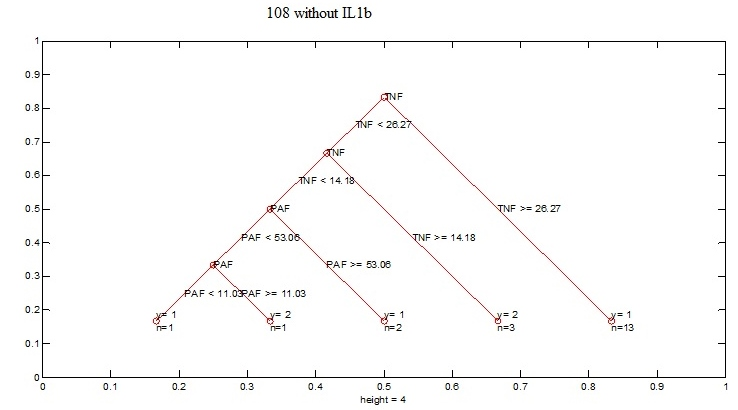 108 without IL1b
1
0.9
TNF
0.8
TNF < 26.27
0.7
TNF
0.6
TNF < 14.18
0.5
PAF
TNF >= 26.27
0.4
PAF < 53.06
TNF >= 14.18
0.3
PAF
PAF >= 53.06
PAF < 11.03
PAF >= 11.03
0.2
y= 1
n=1
y= 2
n=1
y= 1
n=2
y= 2
n=3
y= 1
n=13
0.1
0
0 0.1 0.2 0.3 0.4 0.5 0.6 0.7 0.8 0.9 1
height = 4